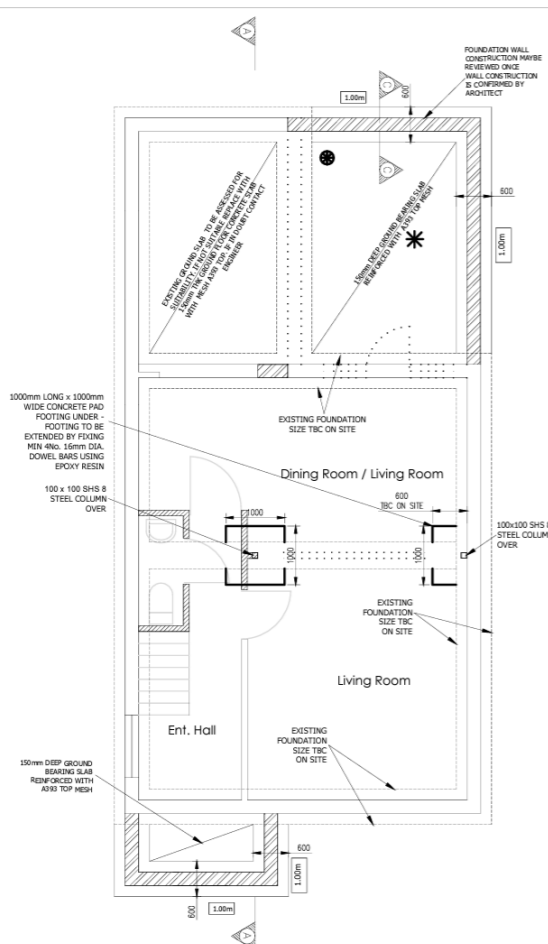 A
FOUNDATION WALL
CONSTRUCTION MAYBE
REVIEWED ONCE
WALL CONSTRUCTION
IS CONFIRMED BY
ARCHITECT
C
1.00m
600
C
600
1.00m
EXISTING GROUND SLAB TO BE ASSESSED FOR
SUITABILITY, IF NOT SUITABLE REPLACE WITH
150mm THK GROUND FLOOR CONCRETE SLAB
WITH MESH A393 TOP. IF IN DOUBT CONTACT
ENGINEER
150mm DEEP GROUND BEARING SLAB
REINFORCED WITH A393 TOP MESH
1000mm LONG x 1000mm
WIDE CONCRETE PAD
FOOTING UNDER -
FOOTING TO BE
EXTENDED BY FIXING
MIN 4No. 16mm DIA.
DOWEL BARS USING
EPOXY RESIN
EXISTING FOUNDATION
SIZE TBC ON SITE
Dining Room / Living Room
100 x 100 SHS 8
STEEL COLUMN
OVER
1000
1000
600
TBC ON SITE
1000
100x100 SHS 8
STEEL COLUMN
OVER
EXISTING
FOUNDATION
SIZE TBC
ON SITE
Living Room
Ent. Hall
EXISTING
FOUNDATION
SIZE TBC
ON SITE
150mm DEEP GROUND
BEARING SLAB
REINFORCED WITH
A393 TOP MESH
600
1.00m
600
1.00m
A